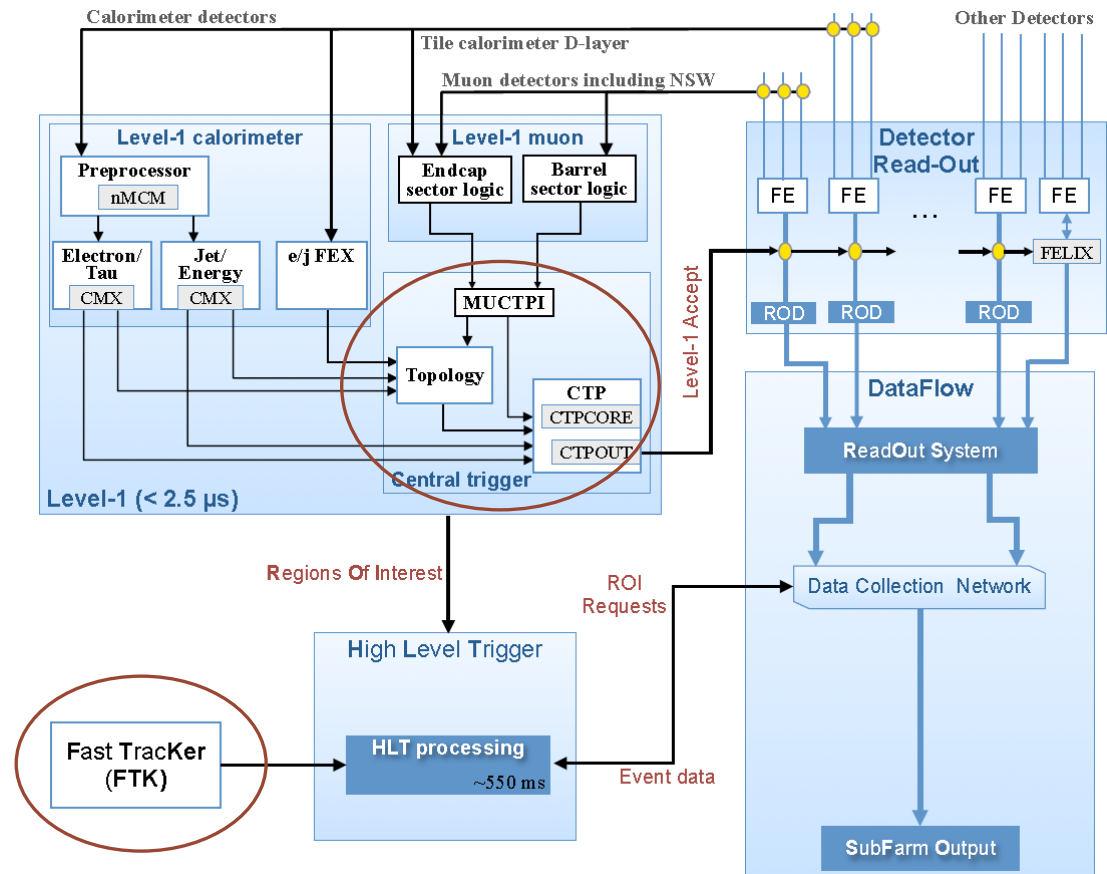 Calorimeter detectors
Other Detectors
Tile calorimeter D-layer
Muon detectors including NSW
Level-1 calorimeter
Level-1 muon
Detector
Read-Out
Preprocessor
nMCM
Endcap
sector logic
Barrel
sector logic
FE
FE
FE
FE
...
Electron/
Tau
CMX
Jet/
Energy
CMX
e/j FEX
FELIX
MUCTPI
ROD
ROD
ROD
Level-1 Accept
Topology
CTP
CTPCORE
CTPOUT
Central trigger
Level-1 (< 2.5 µs)
DataFlow
ReadOut System
Regions Of Interest
ROI
Requests
Data Collection Network
High Level Trigger
Fast TracKer
(FTK)
HLT processing
~550 ms
Event data
SubFarm Output